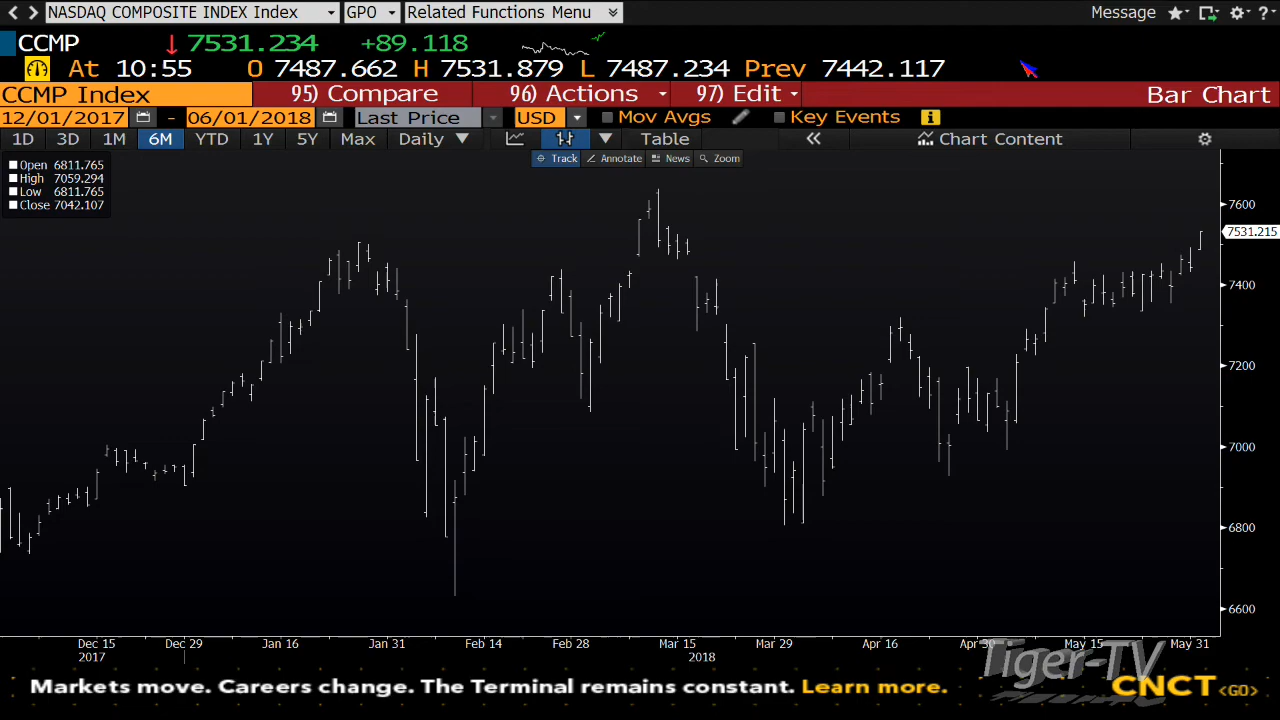 NASDAQ COMPOSITE INDEX Index GPO Related Functions Menu Message ?
CCMP 7531.234 +89.118
At 10:55 O 7487.662 H 7531.879 L 7487.234 Prev 7442.117
CCMP Index 95) Compare 96) Actions 97) Edit Bar Chart
12/01/2017 - 06/01/2018 Last Price USD Mov Avgs Key Events i
1D 3D 1M 6M YTD 1Y 5Y Max Daily Table « Chart Content
Track Annotate News Zoom
Open 6811.765
High 7059.294
Low 6811.765
Close 7042.107
7600
7531.215
7400
7200
7000
6800
6600
Dec 15 Dec 29 Jan 16 Jan 31 Feb 14 Feb 28 Mar 15 Mar 29 Apr 16 Apr 30 May 15 May 31
2017 2018
Tiger-TV
Markets move. Careers change. The Terminal remains constant. Learn more. CNCT <GO>